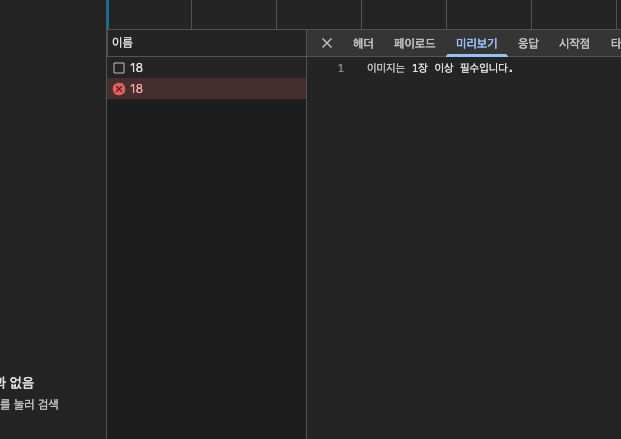 이름
헤더 페이로드 미리보기 응답 시작점
18
18
1 이미지는 1장 이상 필수입니다.
없음
를 눌러 검색